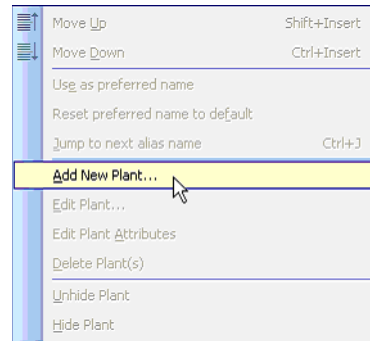 Move Up Shift+Insert
Move Down Ctrl+Insert
Use as preferred name
Reset preferred name to default
Jump to next alias name Ctrl+J
Add New Plant...
Edit Plant...
Edit Plant Attributes
Delete Plant(s)
Unhide Plant
Hide Plant